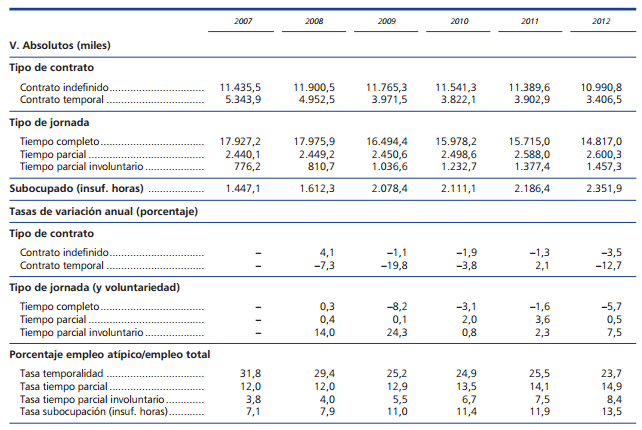 2007 2008 2009 2010 2011 2012
V. Absolutos (miles)
Tipo de contrato
Contrato indefinido................................ 11.435,5 11.900,5 11.765,3 11.541,3 11.389,6 10.990,8
Contrato temporal ................................. 5.343,9 4.952,5 3.971,5 3.822,1 3.902,9 3.406,5
Tipo de jornada
Tiempo completo................................... 17.927,2 17.975,9 16.494,4 15.978,2 15.715,0 14.817,0
Tiempo parcial ....................................... 2.440,1 2.449,2 2.450,6 2.498,6 2.588,0 2.600,3
Tiempo parcial involuntario .................... 776,2 810,7 1.036,6 1.232,7 1.377,4 1.457,3
Subocupado (insuf. horas) .................... 1.447,1 1.612,3 2.078,4 2.111,1 2.186,4 2.351,9
Tasas de variación anual (porcentaje)
Tipo de contrato
Contrato indefinido................................ – 4,1 –1,1 –1,9 –1,3 –3,5
Contrato temporal ................................. – –7,3 –19,8 –3,8 2,1 –12,7
Tipo de jornada (y voluntariedad)
Tiempo completo................................... – 0,3 –8,2 –3,1 –1,6 –5,7
Tiempo parcial ....................................... – 0,4 0,1 2,0 3,6 0,5
Tiempo parcial involuntario .................... – 14,0 24,3 0,8 2,3 7,5
Porcentaje empleo atípico/empleo total
Tasa temporalidad ................................. 31,8 29,4 25,2 24,9 25,5 23,7
Tasa tiempo parcial................................ 12,0 12,0 12,9 13,5 14,1 14,9
Tasa tiempo parcial involuntario ............. 3,8 4,0 5,5 6,7 7,5 8,4
Tasa subocupación (insuf. horas)............ 7,1 7,9 11,0 11,4 11,9 13,5